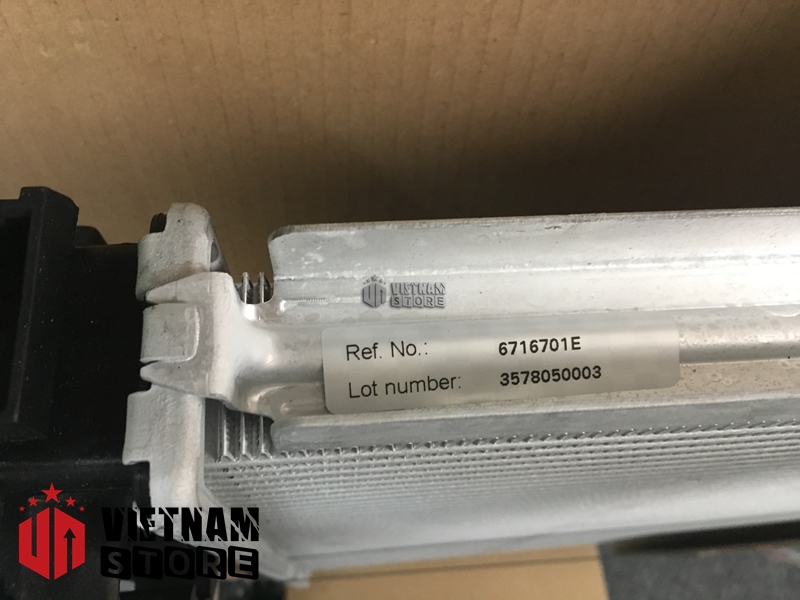 VIETNAM
STORE
Ref. No.: 6716701E
Lot number: 3578050003
VIETNAM
STORE